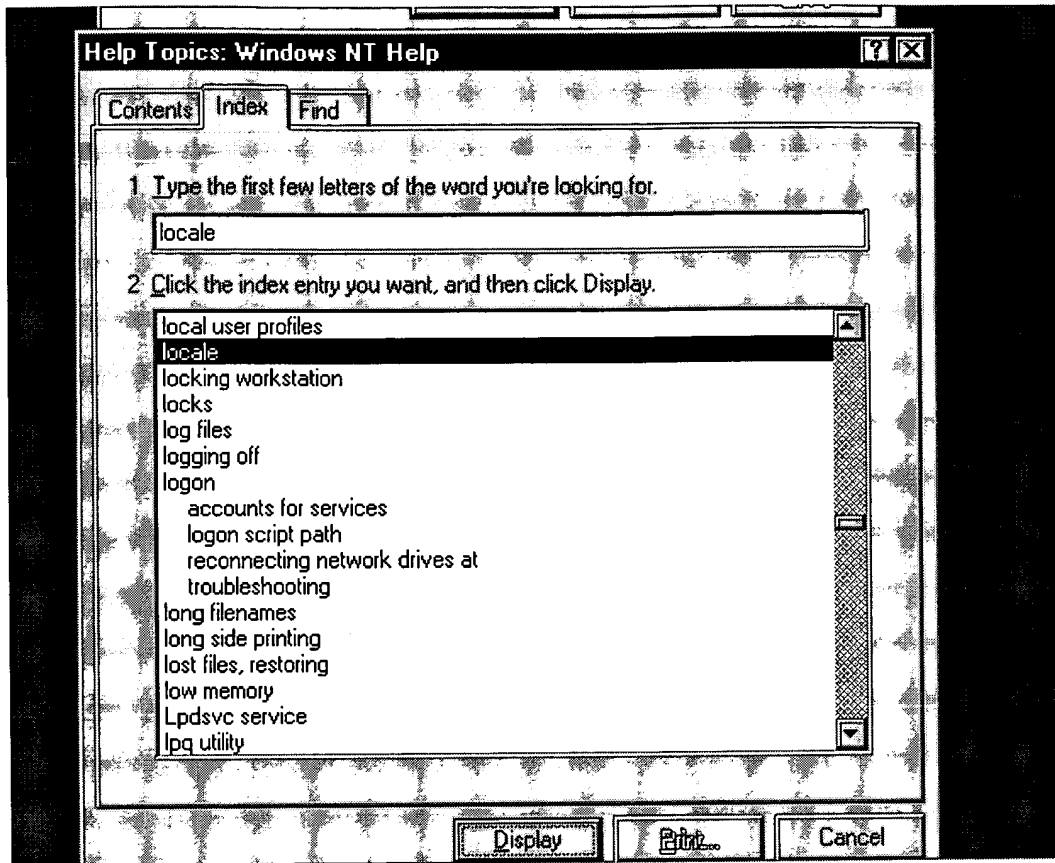 Help Topics: Windows NT Help
? X
Contents Index Find
1. Type the first few letters of the word you're looking for.
locale
2 Click the index entry you want, and then click Display.
local user profiles
locale
locking workstation
locks
log files
logging off
logon
accounts for services
logon script path
reconnecting network drives at
troubleshooting
long filenames
long side printing
lost files, restoring
low memory
Lpdsvc service
lpq utility
Display Print... Cancel